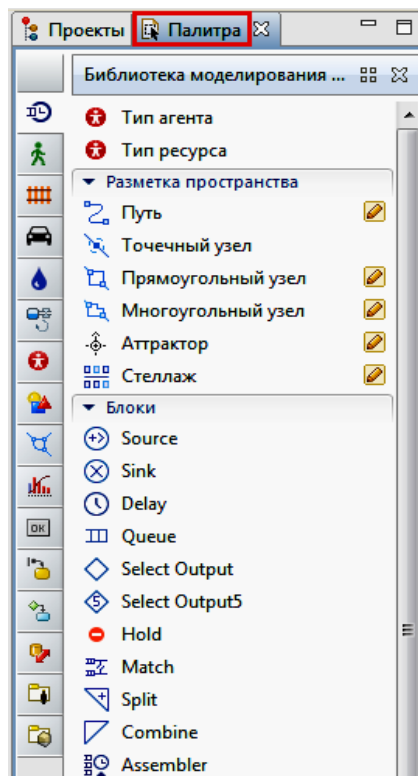 Проекты Палитра
Библиотека моделирования ...
Тип агента
Тип ресурса
Разметка пространства
Путь
Точечный узел
Прямоугольный узел
Многоугольный узел
Аттрактор
Стеллаж
Блоки
Source
Sink
Delay
Queue
Select Output
Select Output5
Hold
Match
Split
Combine
OK
Assembler